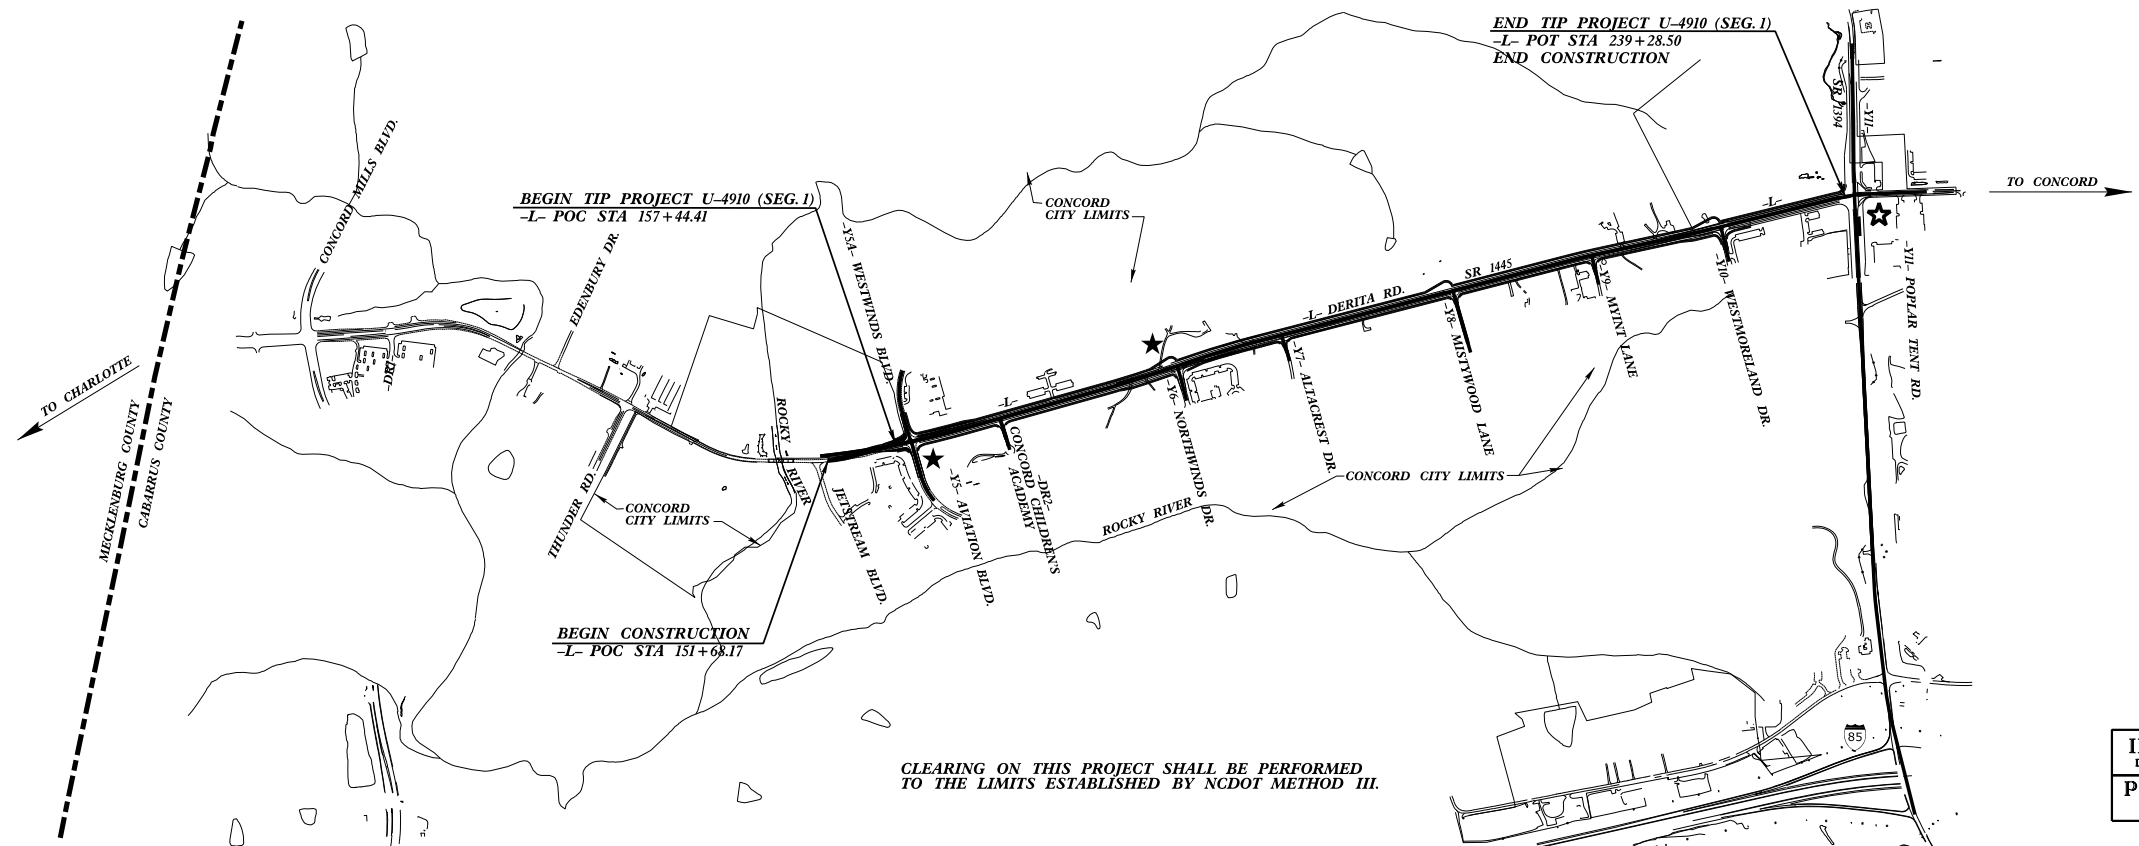 END TIP PROJECT U–4910 (SEG. 1)
–L– POT STA 239+28.50
END CONSTRUCTION
SR 1394
–Y11–
TO CONCORD
CONCORD MILLS BLVD.
BEGIN TIP PROJECT U–4910 (SEG. 1)
–L– POC STA 157+44.41
CONCORD
CITY LIMITS
–L–
EDENBURY DR.
–Y5A– WESTWINDS BLVD.
SR 1445
–L– DERITA RD.
–Y11– POPLAR TENT RD.
–Y10– WESTMORELAND DR.
–Y9– MYINT LANE
–Y8– MISTYWOOD LANE
–Y7– ALTACREST DR.
–Y6– NORTHWINDS DR.
–DR1–
TO CHARLOTTE
MECKLENBURG COUNTY
CABARRUS COUNTY
–L–
ROCKY RIVER
THUNDER RD.
CONCORD
CITY LIMITS
JETSTREAM BLVD.
–Y5– AVIATION BLVD.
–DR2–
CONCORD CHILDREN'S
ACADEMY
CONCORD CITY LIMITS
ROCKY RIVER
BEGIN CONSTRUCTION
–L– POC STA 151+68.17
85
CLEARING ON THIS PROJECT SHALL BE PERFORMED
TO THE LIMITS ESTABLISHED BY NCDOT METHOD III.
P